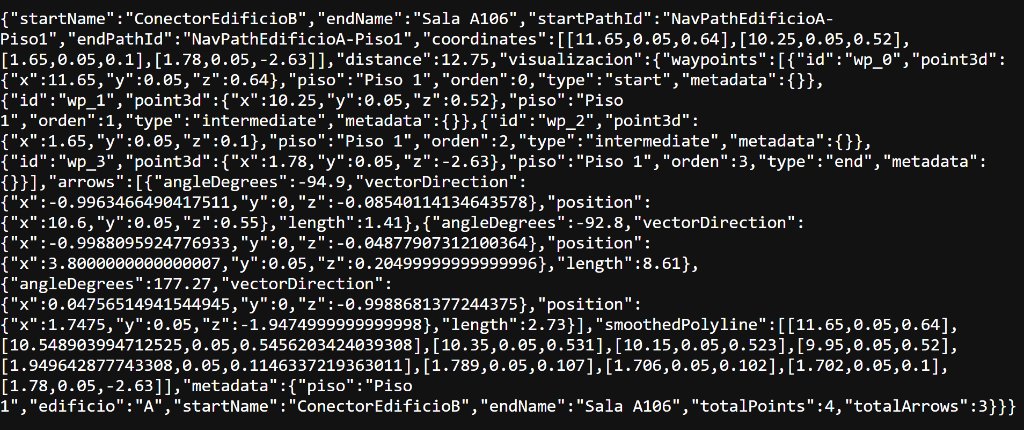 {"startName":"ConectorEdificioB","endName":"Sala A106","startPathId":"NavPathEdificioA-
Piso1","endPathId":"NavPathEdificioA-Piso1","coordinates":[[11.65,0.05,0.64],[10.25,0.05,0.52],
[1.65,0.05,0.1],[1.78,0.05,-2.63]],"distance":12.75,"visualizacion":{"waypoints":[{"id":"wp_0","point3d":
{"x":11.65,"y":0.05,"z":0.64},"piso":"Piso 1","orden":0,"type":"start","metadata":{}},
{"id":"wp_1","point3d":{"x":10.25,"y":0.05,"z":0.52},"piso":"Piso
1","orden":1,"type":"intermediate","metadata":{}},{"id":"wp_2","point3d":
{"x":1.65,"y":0.05,"z":0.1},"piso":"Piso 1","orden":2,"type":"intermediate","metadata":{}},
{"id":"wp_3","point3d":{"x":1.78,"y":0.05,"z":-2.63},"piso":"Piso 1","orden":3,"type":"end","metadata":
{}}],"arrows":[{"angleDegrees":-94.9,"vectorDirection":
{"x":-0.9963466490417511,"y":0,"z":-0.08540114134643578},"position":
{"x":10.6,"y":0.05,"z":0.55},"length":1.41},{"angleDegrees":-92.8,"vectorDirection":
{"x":-0.9988095924776933,"y":0,"z":-0.04877907312100364},"position":
{"x":3.8000000000000007,"y":0.05,"z":0.20499999999999996},"length":8.61},
{"angleDegrees":177.27,"vectorDirection":
{"x":0.04756514941544945,"y":0,"z":-0.9988681377244375},"position":
{"x":1.7475,"y":0.05,"z":-1.9474999999999998},"length":2.73}],"smoothedPolyline":[[11.65,0.05,0.64],
[10.548903994712525,0.05,0.5456203424039308],[10.35,0.05,0.531],[10.15,0.05,0.523],[9.95,0.05,0.52],
[1.949642877743308,0.05,0.1146337219363011],[1.789,0.05,0.107],[1.706,0.05,0.102],[1.702,0.05,0.1],
[1.78,0.05,-2.63]],"metadata":{"piso":"Piso
1","edificio":"A","startName":"ConectorEdificioB","endName":"Sala A106","totalPoints":4,"totalArrows":3}}}